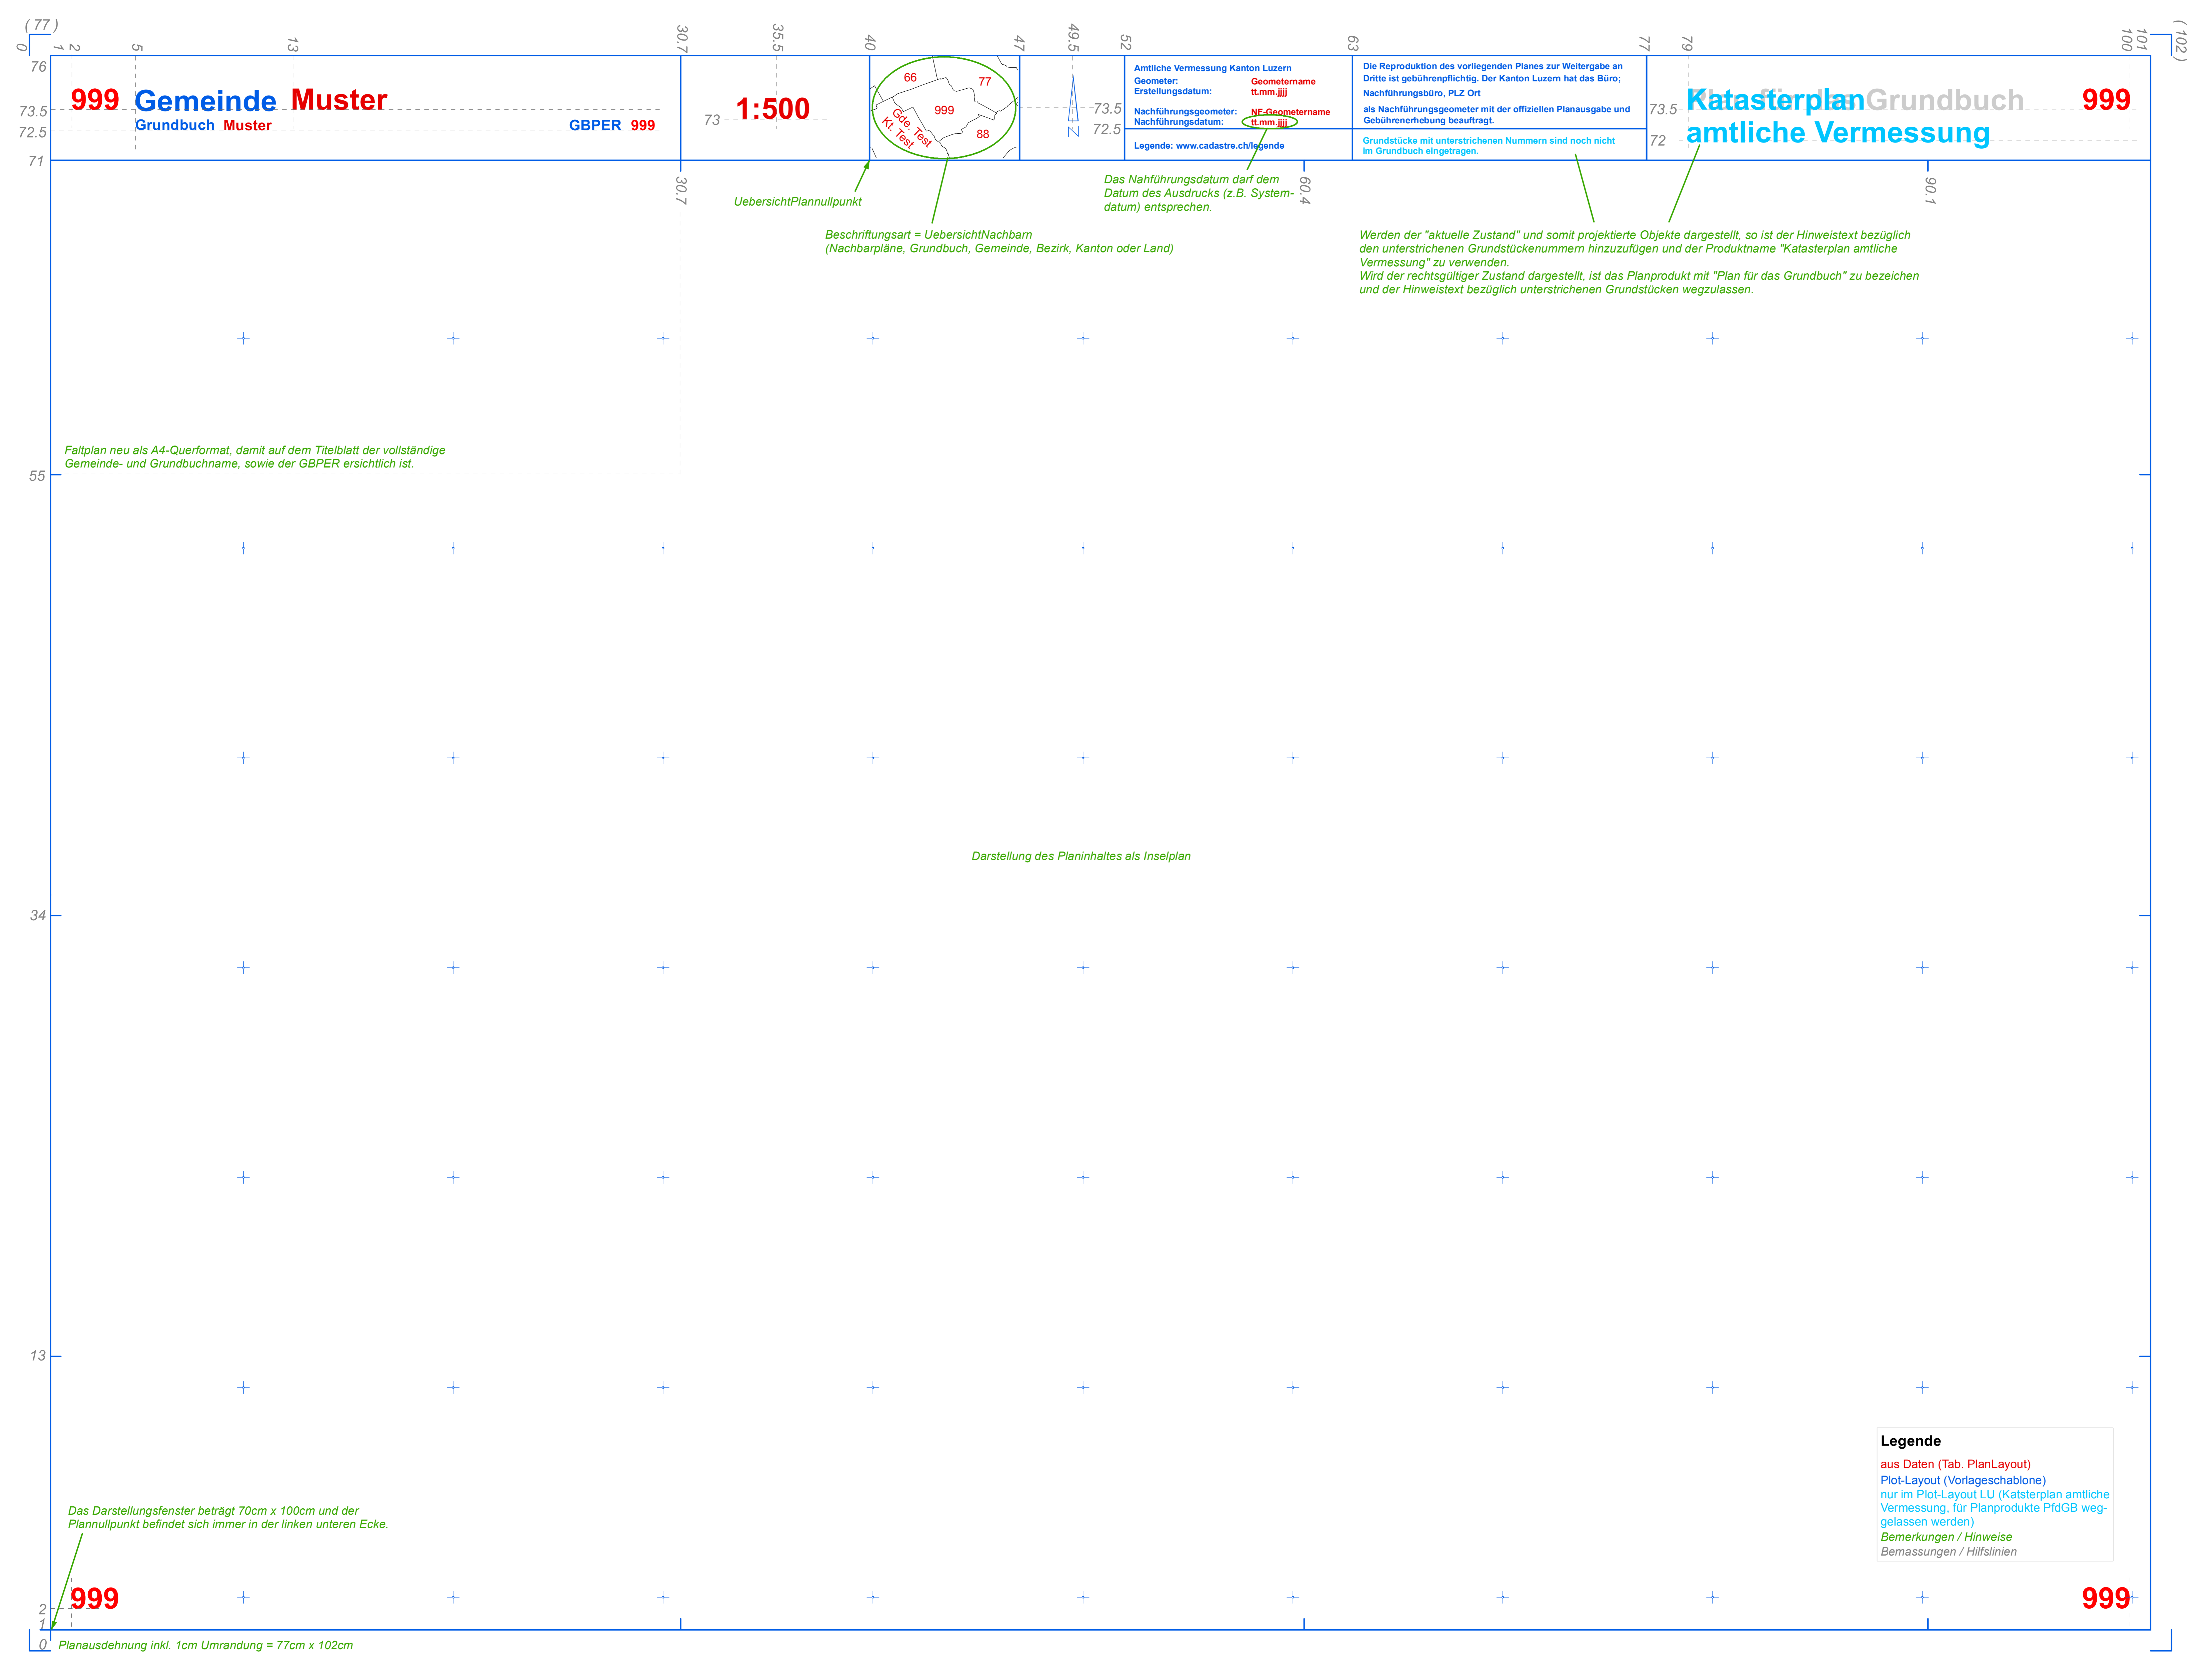 ( 77 )
0
1
2
5
13
30.7
35.5
40
47
49.5
52
63
77
79
100
101
( 102 )
76
73.5
72.5
71
999 Gemeinde Muster
Grundbuch Muster
GBPER 999
73
1:500
66
77
999
88
Gde. Test
Kt. Test
N
73.5
72.5
Amtliche Vermessung Kanton Luzern
Geometer: Geometername
Erstellungsdatum: tt.mm.jjjj
Nachführungsgeometer: NF-Geometername
Nachführungsdatum: tt.mm.jjjj
Legende: www.cadastre.ch/legende
Die Reproduktion des vorliegenden Planes zur Weitergabe an
Dritte ist gebührenpflichtig. Der Kanton Luzern hat das Büro;
Nachführungsbüro, PLZ Ort
als Nachführungsgeometer mit der offiziellen Planausgabe und
Gebührenerhebung beauftragt.
Grundstücke mit unterstrichenen Nummern sind noch nicht
im Grundbuch eingetragen.
73.5
72
Katasterplan Grundbuch
amtliche Vermessung
999
30.7
60.4
90.1
UebersichtPlannullpunkt
Das Nahführungsdatum darf dem
Datum des Ausdrucks (z.B. System-
datum) entsprechen.
Beschriftungsart = UebersichtNachbarn
(Nachbarpläne, Grundbuch, Gemeinde, Bezirk, Kanton oder Land)
Werden der "aktuelle Zustand" und somit projektierte Objekte dargestellt, so ist der Hinweistext bezüglich
den unterstrichenen Grundstückenummern hinzuzufügen und der Produktname "Katasterplan amtliche
Vermessung" zu verwenden.
Wird der rechtsgültiger Zustand dargestellt, ist das Planprodukt mit "Plan für das Grundbuch" zu bezeichen
und der Hinweistext bezüglich unterstrichenen Grundstücken wegzulassen.
Faltplan neu als A4-Querformat, damit auf dem Titelblatt der vollständige
Gemeinde- und Grundbuchname, sowie der GBPER ersichtlich ist.
55
Darstellung des Planinhaltes als Inselplan
34
13
Legende
aus Daten (Tab. PlanLayout)
Plot-Layout (Vorlageschablone)
nur im Plot-Layout LU (Katsterplan amtliche
Vermessung, für Planprodukte PfdGB weg-
gelassen werden)
Bemerkungen / Hinweise
Bemassungen / Hilfslinien
Das Darstellungsfenster beträgt 70cm x 100cm und der
Plannullpunkt befindet sich immer in der linken unteren Ecke.
999
999
2
1
0
Planausdehnung inkl. 1cm Umrandung = 77cm x 102cm